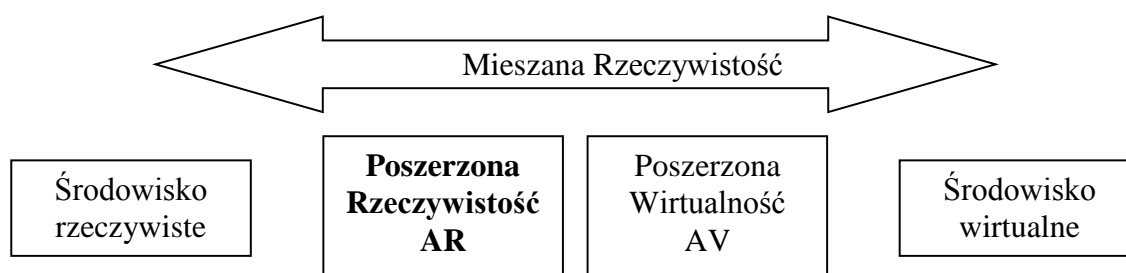 Mieszana Rzeczywistość
Środowisko
rzeczywiste
Poszerzona
Rzeczywistość
AR
Poszerzona
Wirtualność
AV
Środowisko
wirtualne